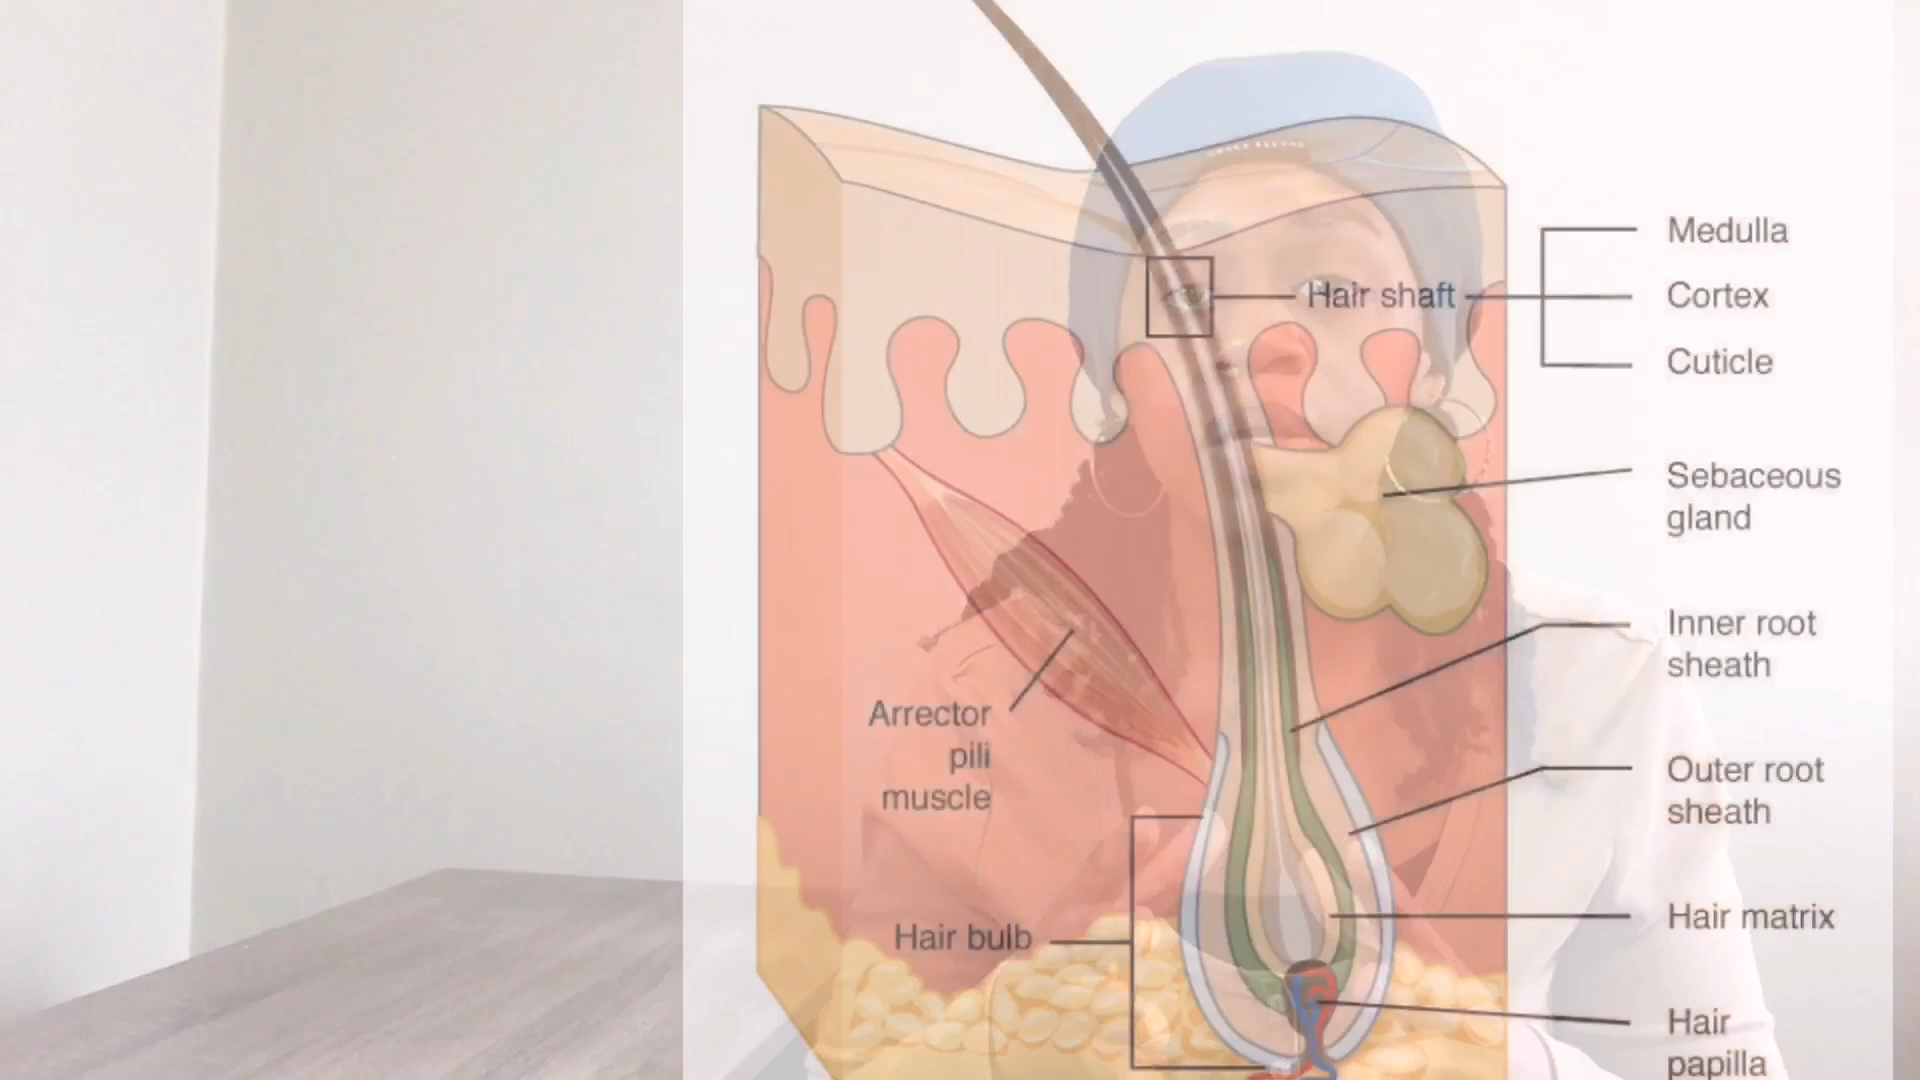 Medulla
Hair shaft
Cortex
Cuticle
Sebaceous
gland
Inner root
sheath
Arrector
pili
muscle
Outer root
sheath
Hair bulb
Hair matrix
Hair
papilla